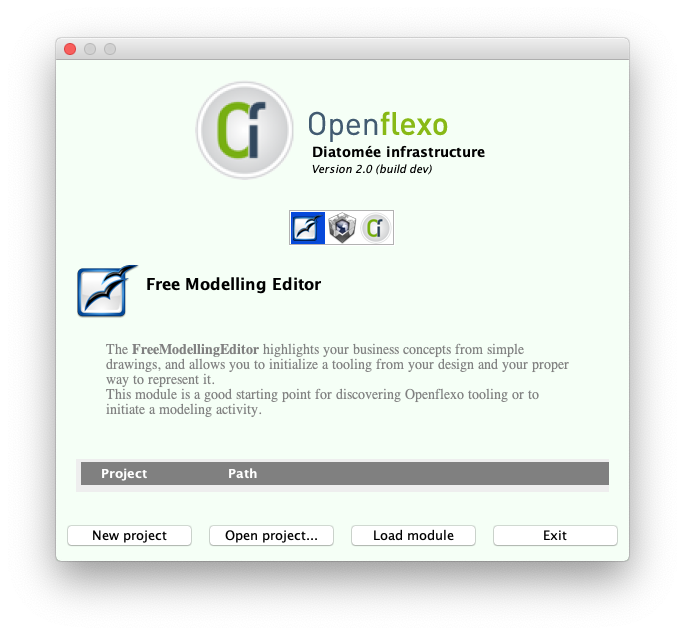 Openflexo
Diatomée infrastructure
Version 2.0 (build dev)
Free Modelling Editor
The FreeModellingEditor highlights your business concepts from simple
drawings, and allows you to initialize a tooling from your design and your proper
way to represent it.
This module is a good starting point for discovering Openflexo tooling or to
initiate a modeling activity.
Project Path
New project Open project... Load module Exit